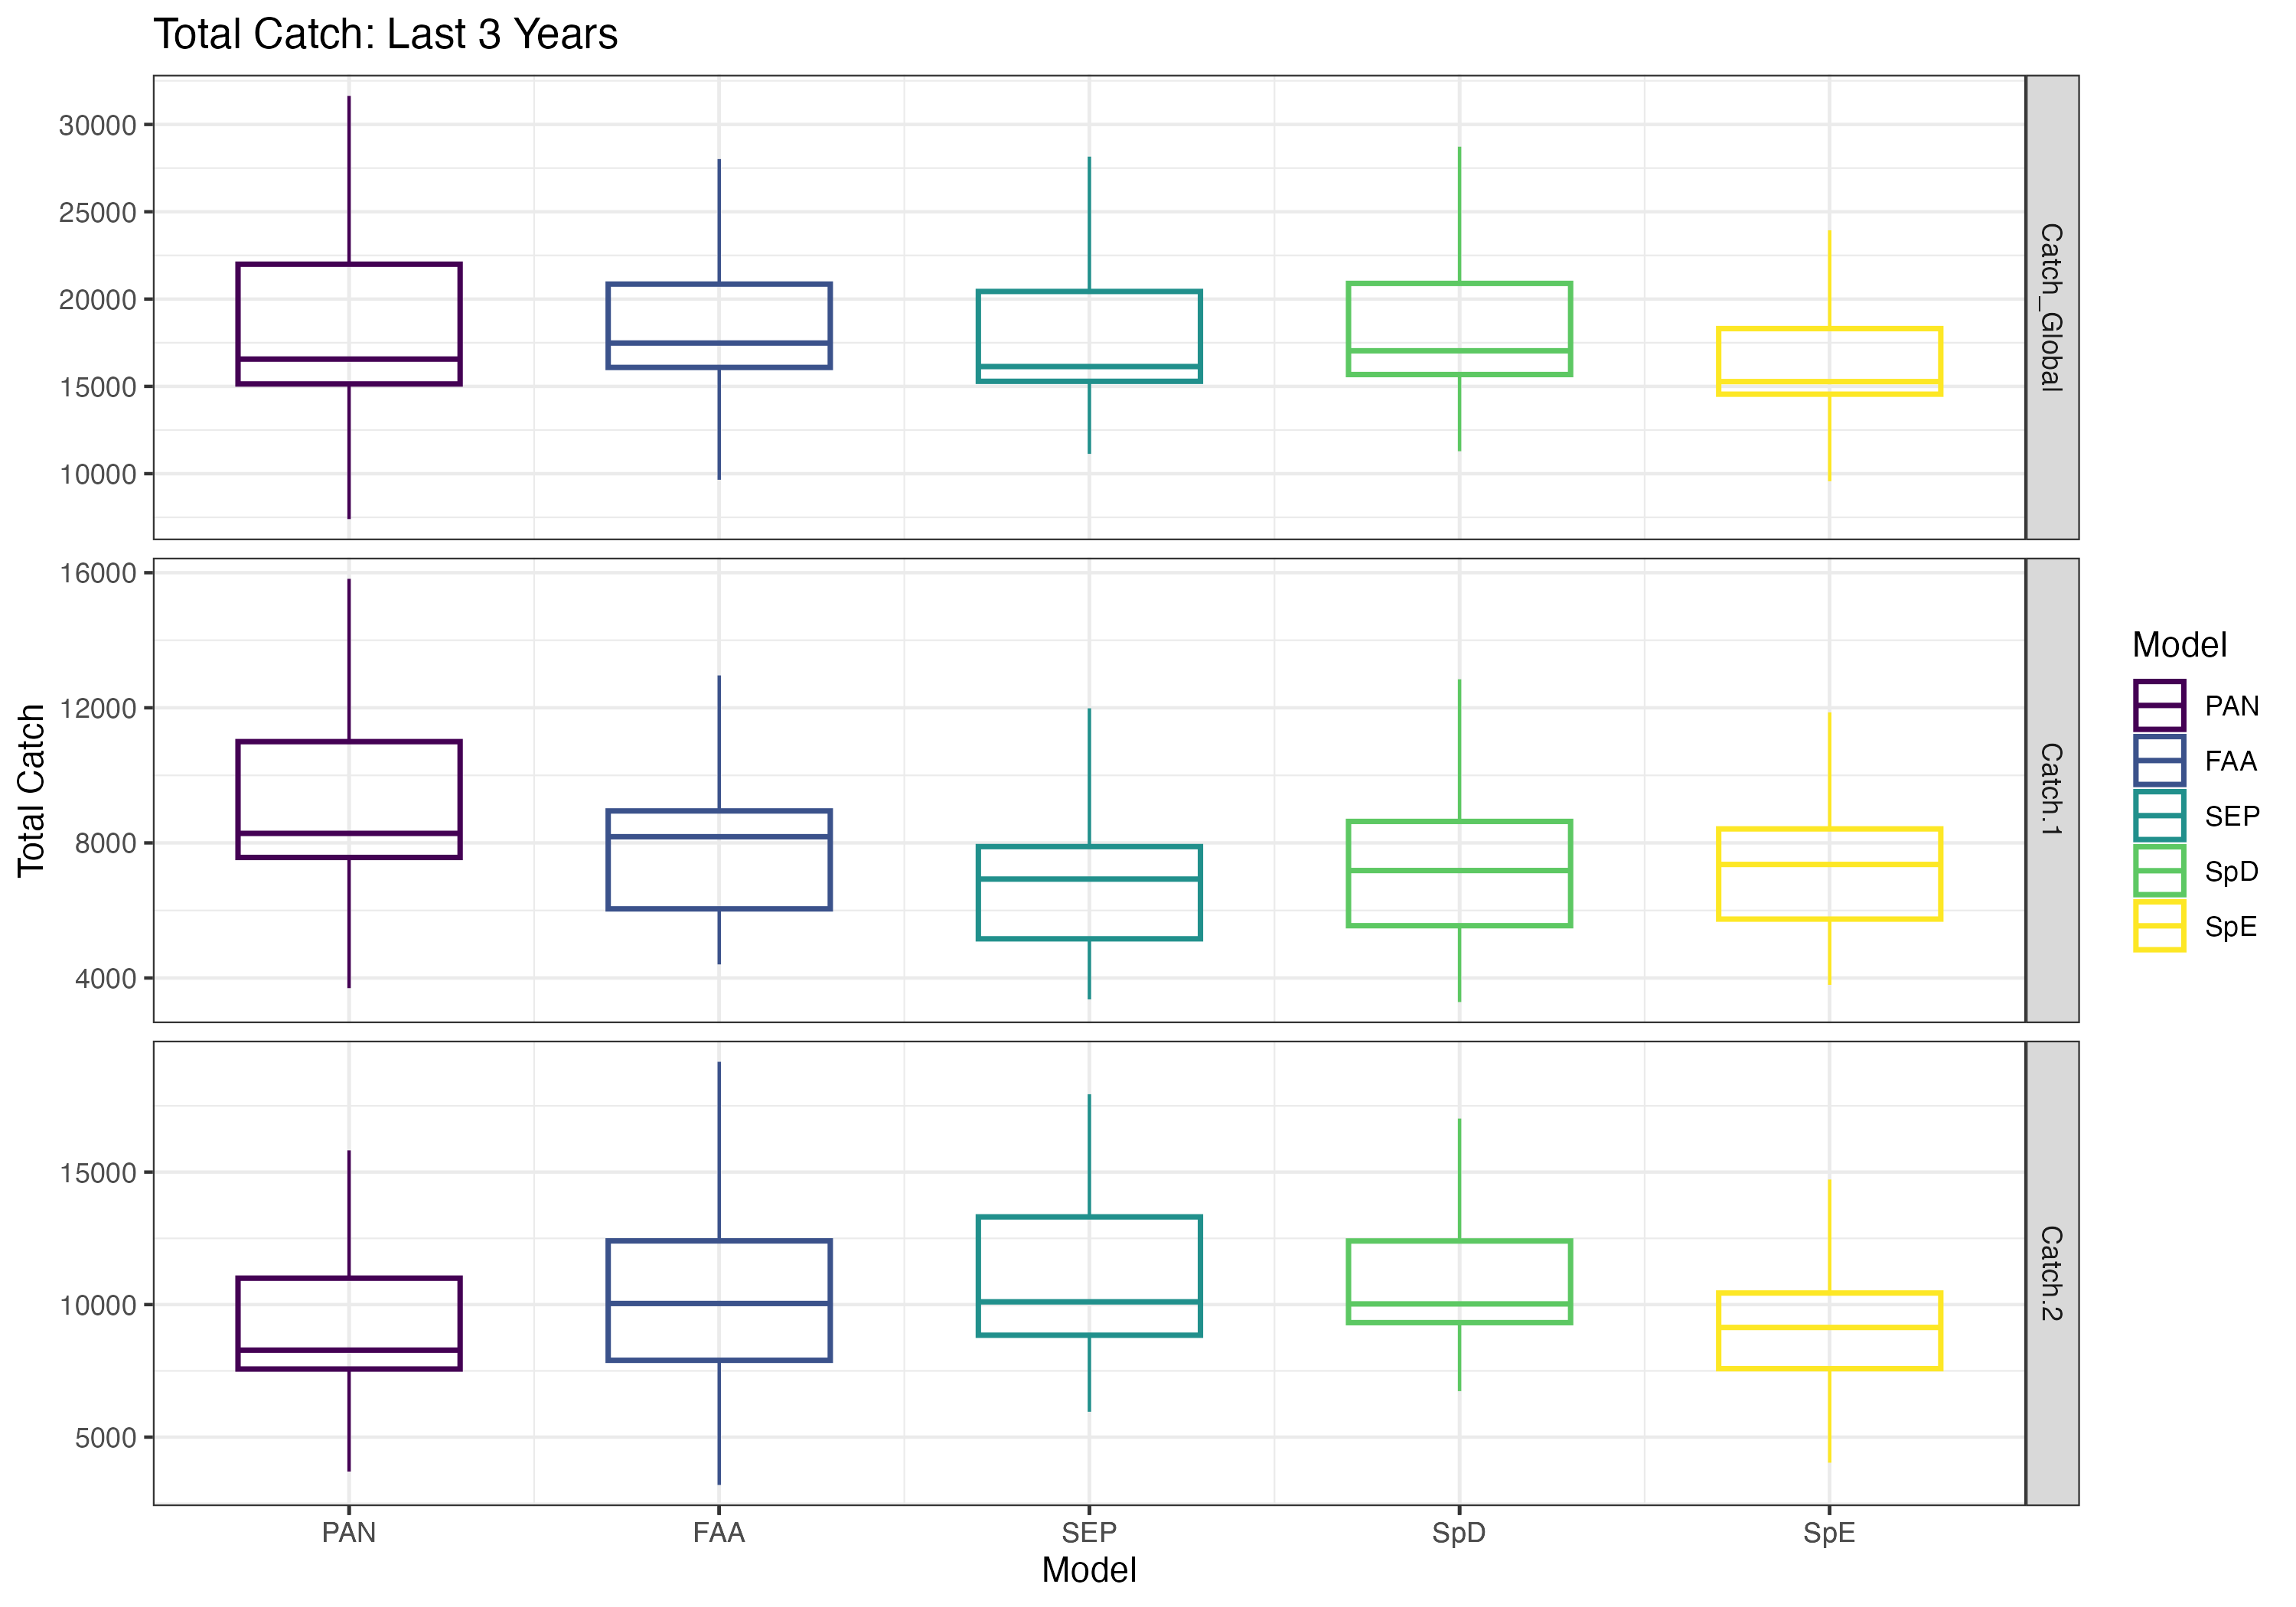 Total Catch: Last 3 Years
30000
25000
20000
15000
10000
Catch_Global
16000
12000
8000
4000
Catch.1
15000
10000
5000
Catch.2
Total Catch
PAN FAA SEP SpD SpE
Model
Model
PAN
FAA
SEP
SpD
SpE